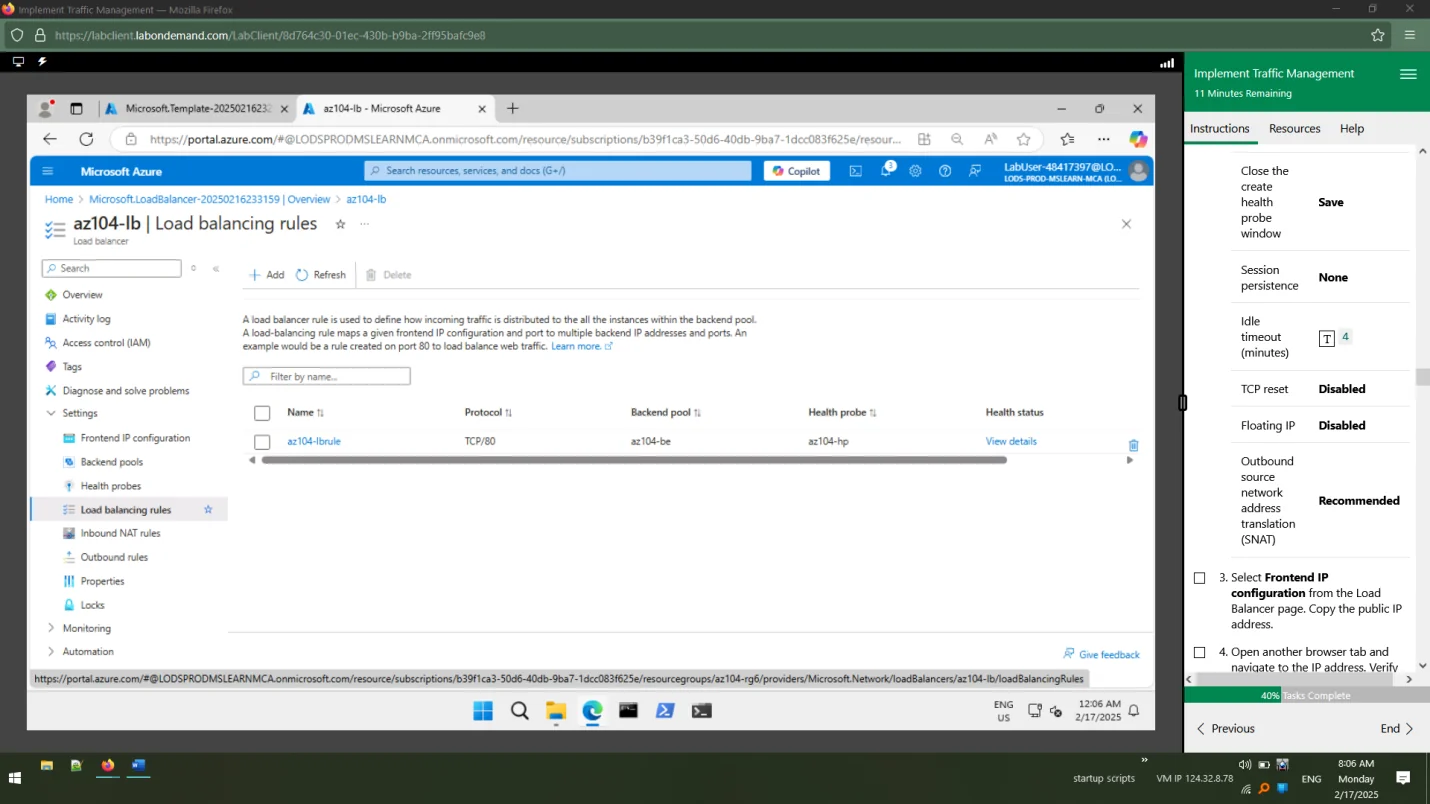 Implement Traffic Management — Mozilla Firefox
https://labclient.labondemand.com/LabClient/8d764c30-01ec-430b-b9ba-2ff95bafc9e8
Microsoft.Template-2025021623
az104-lb - Microsoft Azure
https://portal.azure.com/#@LODSPRODMSLEARNMCA.onmicrosoft.com/resource/subscriptions/b39f1ca3-50d6-40db-9ba7-1dcc083f625e/resour...
Microsoft Azure
Search resources, services, and docs (G+/)
Copilot
3
LabUser-48417397@LO...
LODS-PROD-MSLEARN-MCA (LO...
Home > Microsoft.LoadBalancer-20250216233159 | Overview > az104-lb
az104-lb | Load balancing rules
Load balancer
Search
Overview
Activity log
Access control (IAM)
Tags
Diagnose and solve problems
Settings
Frontend IP configuration
Backend pools
Health probes
Load balancing rules
Inbound NAT rules
Outbound rules
Properties
Locks
Monitoring
Automation
Add
Refresh
Delete
A load balancer rule is used to define how incoming traffic is distributed to the all the instances within the backend pool.
A load-balancing rule maps a given frontend IP configuration and port to multiple backend IP addresses and ports. An
example would be a rule created on port 80 to load balance web traffic. Learn more.
Filter by name...
Name Protocol Backend pool Health probe Health status
az104-lbrule TCP/80 az104-be az104-hp View details
Give feedback
https://portal.azure.com/#@LODSPRODMSLEARNMCA.onmicrosoft.com/resource/subscriptions/b39f1ca3-50d6-40db-9ba7-1dcc083f625e/resourcegroups/az104-rg6/providers/Microsoft.Network/loadBalancers/az104-lb/loadBalancingRules
ENG
US
12:06 AM
2/17/2025
Implement Traffic Management
11 Minutes Remaining
Instructions Resources Help
Close the
create
health
probe
window
Save
Session
persistence
None
Idle
timeout
(minutes)
T 4
TCP reset Disabled
Floating IP Disabled
Outbound
source
network
address
translation
(SNAT)
Recommended
3. Select Frontend IP
configuration from the Load
Balancer page. Copy the public IP
address.
4. Open another browser tab and
navigate to the IP address. Verify
40% Tasks Complete
Previous
End
startup scripts
VM IP 124.32.8.78
ENG
8:06 AM
Monday
2/17/2025